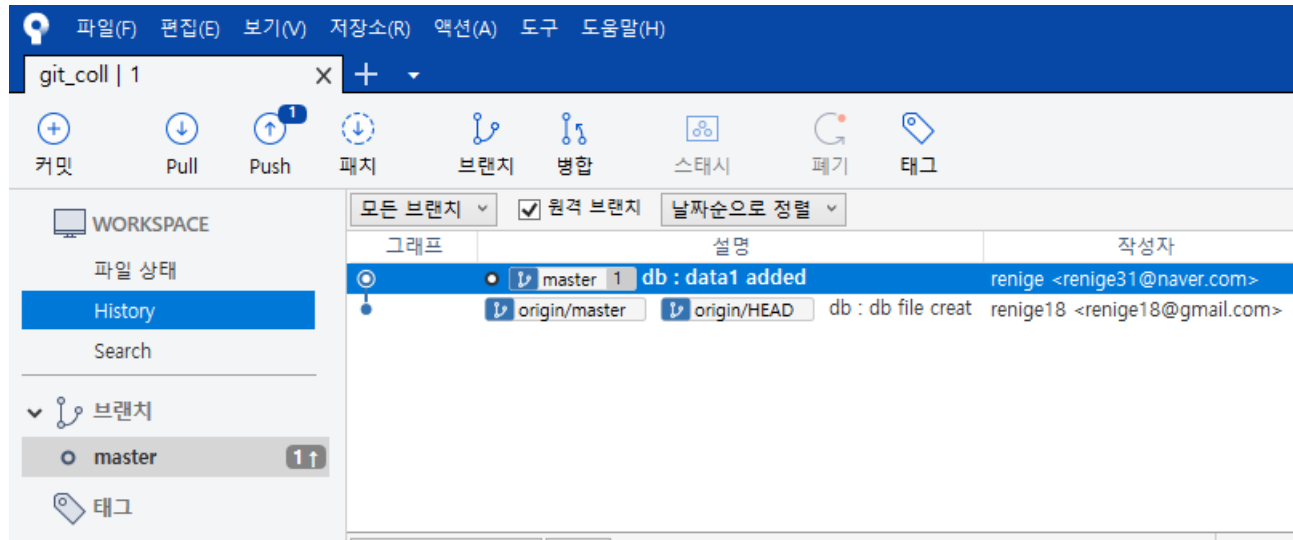 파일(F) 편집(E) 보기(V) 저장소(R) 액션(A) 도구 도움말(H)
git_coll | 1
1
커밋 Pull Push 패치 브랜치 병합 스태시 폐기 태그
WORKSPACE
파일 상태
History
Search
브랜치
master 1↑
태그
모든 브랜치 원격 브랜치 날짜순으로 정렬
그래프 설명 작성자
master 1 db : data1 added renige <renige31@naver.com>
origin/master origin/HEAD db : db file creat renige18 <renige18@gmail.com>